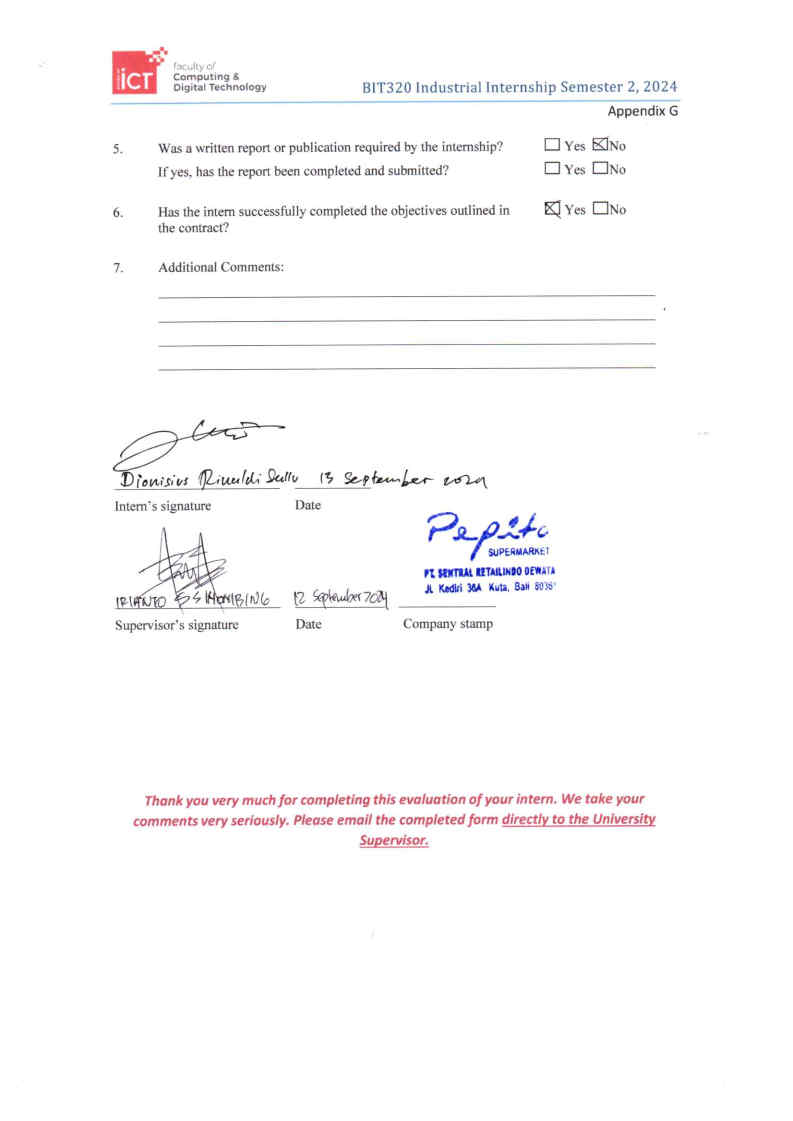 iCT
faculty of
Computing &
Digital Technology
BIT320 Industrial Internship Semester 2, 2024
Appendix G
5. Was a written report or publication required by the internship? Yes No
If yes, has the report been completed and submitted? Yes No
6. Has the intern successfully completed the objectives outlined in Yes No
the contract?
7. Additional Comments:
Dionisius 13 September 2024
Intern's signature Date
Pepito
SUPERMARKET
PT. SENTRAL RETAILINDO DEWATA
JL. Kediri 36A Kuta, Bali
IRIANTO 12 September 2024
Supervisor's signature Date Company stamp
Thank you very much for completing this evaluation of your intern. We take your
comments very seriously. Please email the completed form directly to the University
Supervisor.